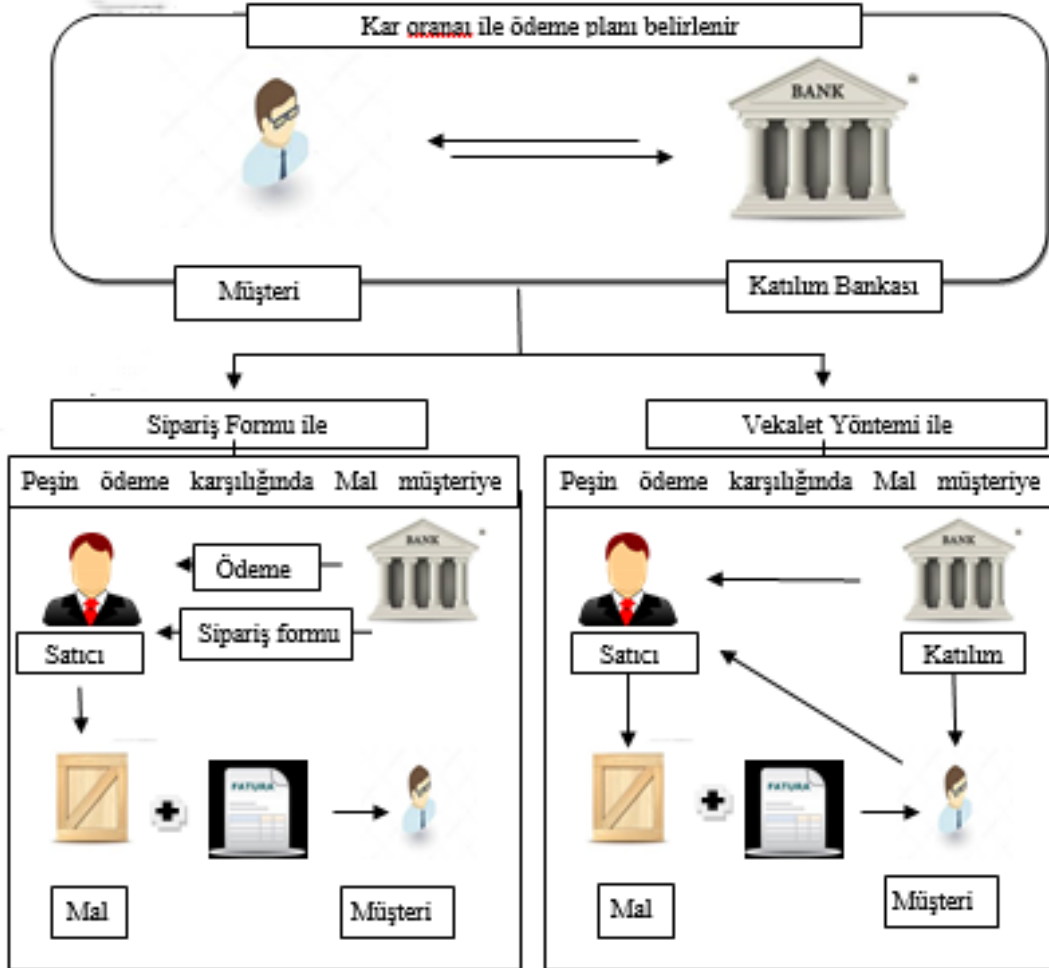 Kar oranaı ile ödeme planı belirlenir
BANK
Müşteri
Katılım Bankası
Sipariş Formu ile
Vekalet Yöntemi ile
Peşin ödeme karşılığında Mal müşteriye
Peşin ödeme karşılığında Mal müşteriye
BANK
Ödeme
Sipariş formu
Satıcı
FATURA
Mal
Müşteri
BANK
Satıcı
Katılım
FATURA
Mal
Müşteri